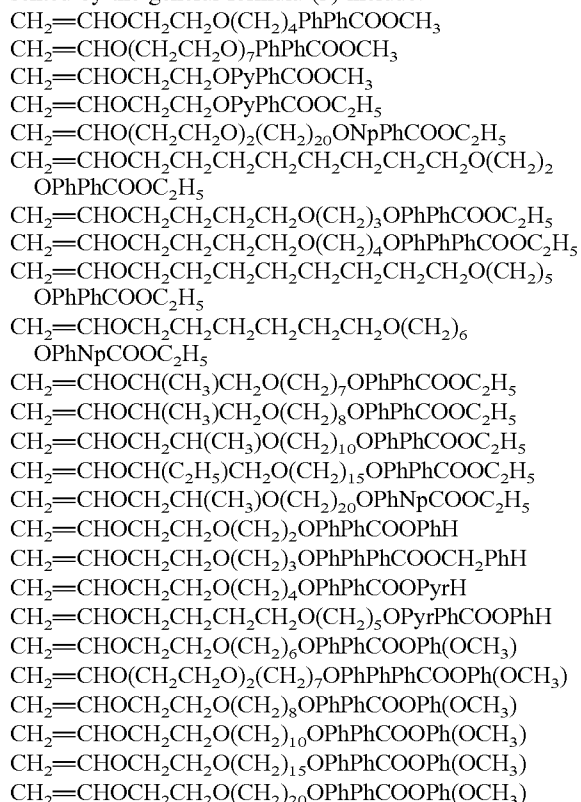 CH₂═CHOCH₂CH₂O(CH₂)₄PhPhCOOCH₃
CH₂═CHO(CH₂CH₂O)₇PhPhCOOCH₃
CH₂═CHOCH₂CH₂OPyPhCOOCH₃
CH₂═CHOCH₂CH₂OPyPhCOOC₂H₅
CH₂═CHO(CH₂CH₂O)₂(CH₂)₂₀ONpPhCOOC₂H₅
CH₂═CHOCH₂CH₂CH₂CH₂CH₂CH₂CH₂CH₂CH₂CH₂O(CH₂)₂
OPhPhCOOC₂H₅
CH₂═CHOCH₂CH₂CH₂CH₂O(CH₂)₃OPhPhCOOC₂H₅
CH₂═CHOCH₂CH₂CH₂CH₂O(CH₂)₄OPhPhPhCOOC₂H₅
CH₂═CHOCH₂CH₂CH₂CH₂CH₂CH₂CH₂CH₂CH₂CH₂O(CH₂)₅
OPhPhCOOC₂H₅
CH₂═CHOCH₂CH₂CH₂CH₂CH₂CH₂CH₂O(CH₂)₆
OPhNpCOOC₂H₅
CH₂═CHOCH(CH₃)CH₂O(CH₂)₇OPhPhCOOC₂H₅
CH₂═CHOCH(CH₃)CH₂O(CH₂)₈OPhPhCOOC₂H₅
CH₂═CHOCH₂CH(CH₃)O(CH₂)₁₀OPhPhCOOC₂H₅
CH₂═CHOCH(C₂H₅)CH₂O(CH₂)₁₅OPhPhCOOC₂H₅
CH₂═CHOCH₂CH(CH₃)O(CH₂)₂₀OPhNpCOOC₂H₅
CH₂═CHOCH₂CH₂O(CH₂)₂OPhPhCOOPhH
CH₂═CHOCH₂CH₂O(CH₂)₃OPhPhPhCOOCH₂PhH
CH₂═CHOCH₂CH₂O(CH₂)₄OPhPhCOOPyrH
CH₂═CHOCH₂CH₂CH₂CH₂O(CH₂)₅OPyrPhCOOPhH
CH₂═CHOCH₂CH₂O(CH₂)₆OPhPhCOOPh(OCH₃)
CH₂═CHO(CH₂CH₂O)₂(CH₂)₇OPhPhPhCOOPh(OCH₃)
CH₂═CHOCH₂CH₂O(CH₂)₈OPhPhCOOPh(OCH₃)
CH₂═CHOCH₂CH₂O(CH₂)₁₀OPhPhCOOPh(OCH₃)
CH₂═CHOCH₂CH₂O(CH₂)₁₅OPhPhCOOPh(OCH₃)
CH₂═CHOCH₂CH₂O(CH₂)₂₀OPhPhCOOPh(OCH₃)